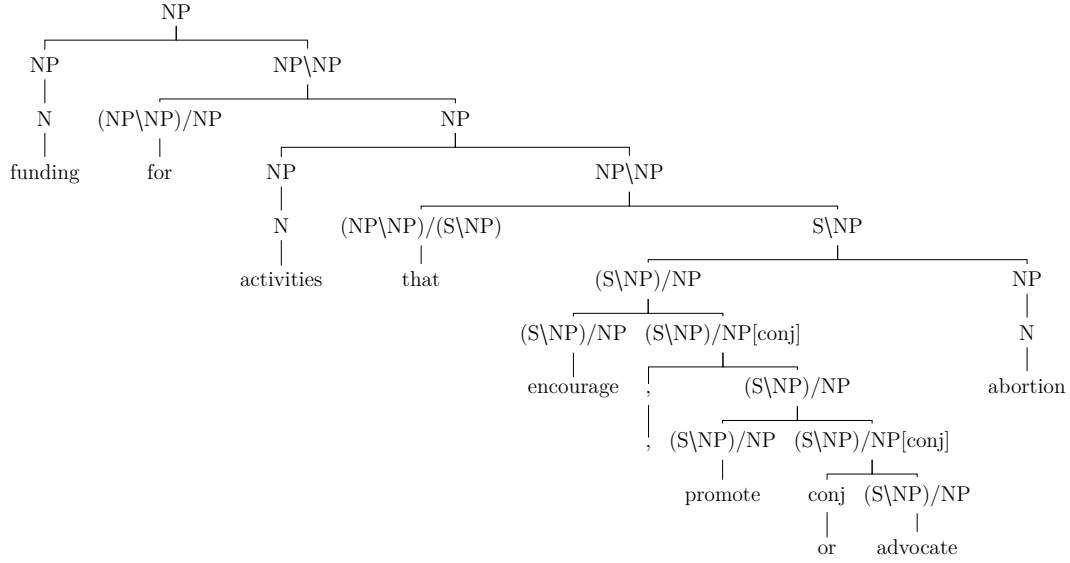 NP
NP NP\NP
N (NP\NP)/NP NP
funding for NP NP\NP
N (NP\NP)/(S\NP) S\NP
activities that (S\NP)/NP NP
(S\NP)/NP (S\NP)/NP[conj] N
encourage , (S\NP)/NP abortion
, (S\NP)/NP (S\NP)/NP[conj]
promote conj (S\NP)/NP
or advocate